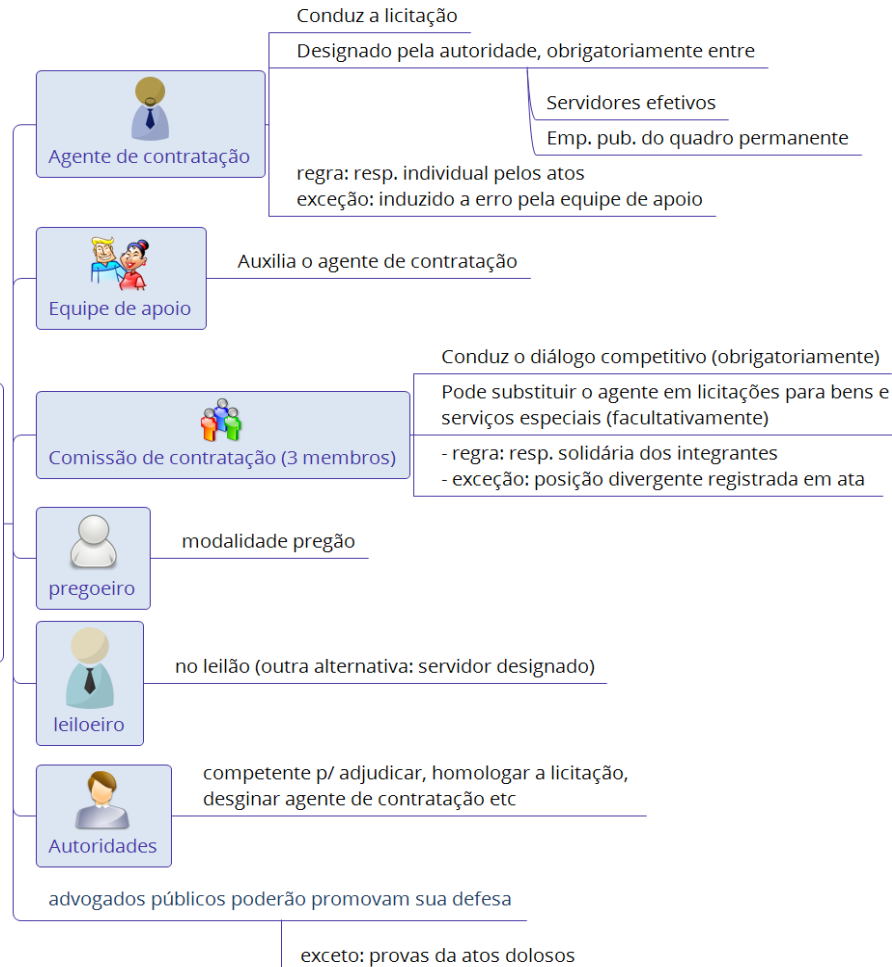 Conduz a licitação
Designado pela autoridade, obrigatoriamente entre
Servidores efetivos
Emp. pub. do quadro permanente
Agente de contratação
regra: resp. individual pelos atos
exceção: induzido a erro pela equipe de apoio
Auxilia o agente de contratação
Equipe de apoio
Conduz o diálogo competitivo (obrigatoriamente)
Pode substituir o agente em licitações para bens e
serviços especiais (facultativamente)
Comissão de contratação (3 membros)
- regra: resp. solidária dos integrantes
- exceção: posição divergente registrada em ata
modalidade pregão
pregoeiro
no leilão (outra alternativa: servidor designado)
leiloeiro
competente p/ adjudicar, homologar a licitação,
desginar agente de contratação etc
Autoridades
advogados públicos poderão promovam sua defesa
exceto: provas da atos dolosos